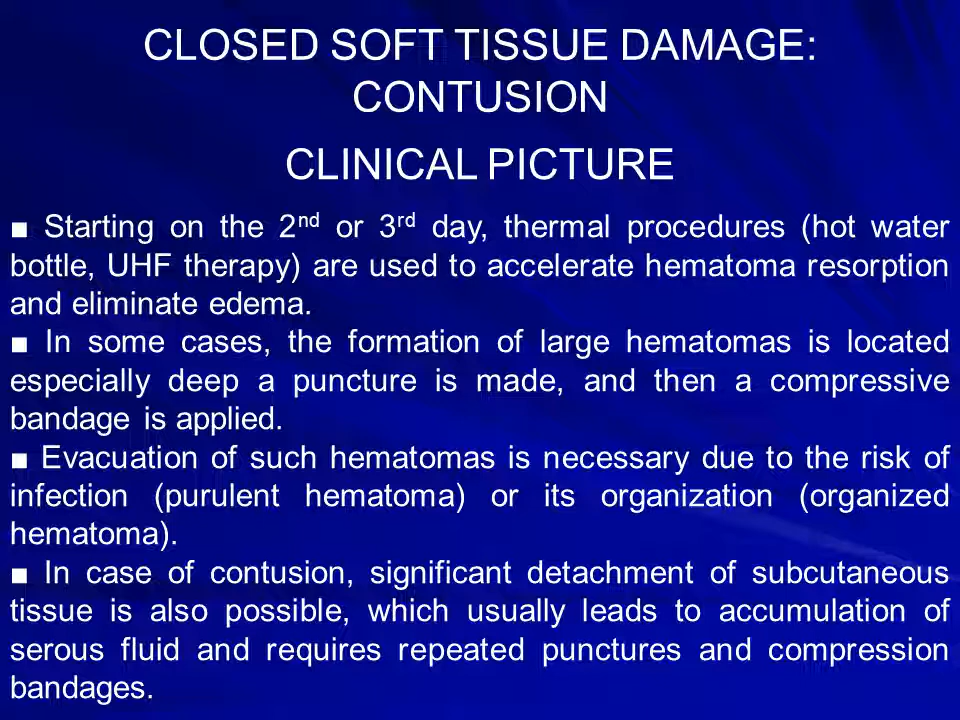 CLOSED SOFT TISSUE DAMAGE:
CONTUSION
CLINICAL PICTURE
■ Starting on the 2nd or 3rd day, thermal procedures (hot water
bottle, UHF therapy) are used to accelerate hematoma resorption
and eliminate edema.
■ In some cases, the formation of large hematomas is located
especially deep a puncture is made, and then a compressive
bandage is applied.
■ Evacuation of such hematomas is necessary due to the risk of
infection (purulent hematoma) or its organization (organized
hematoma).
■ In case of contusion, significant detachment of subcutaneous
tissue is also possible, which usually leads to accumulation of
serous fluid and requires repeated punctures and compression
bandages.